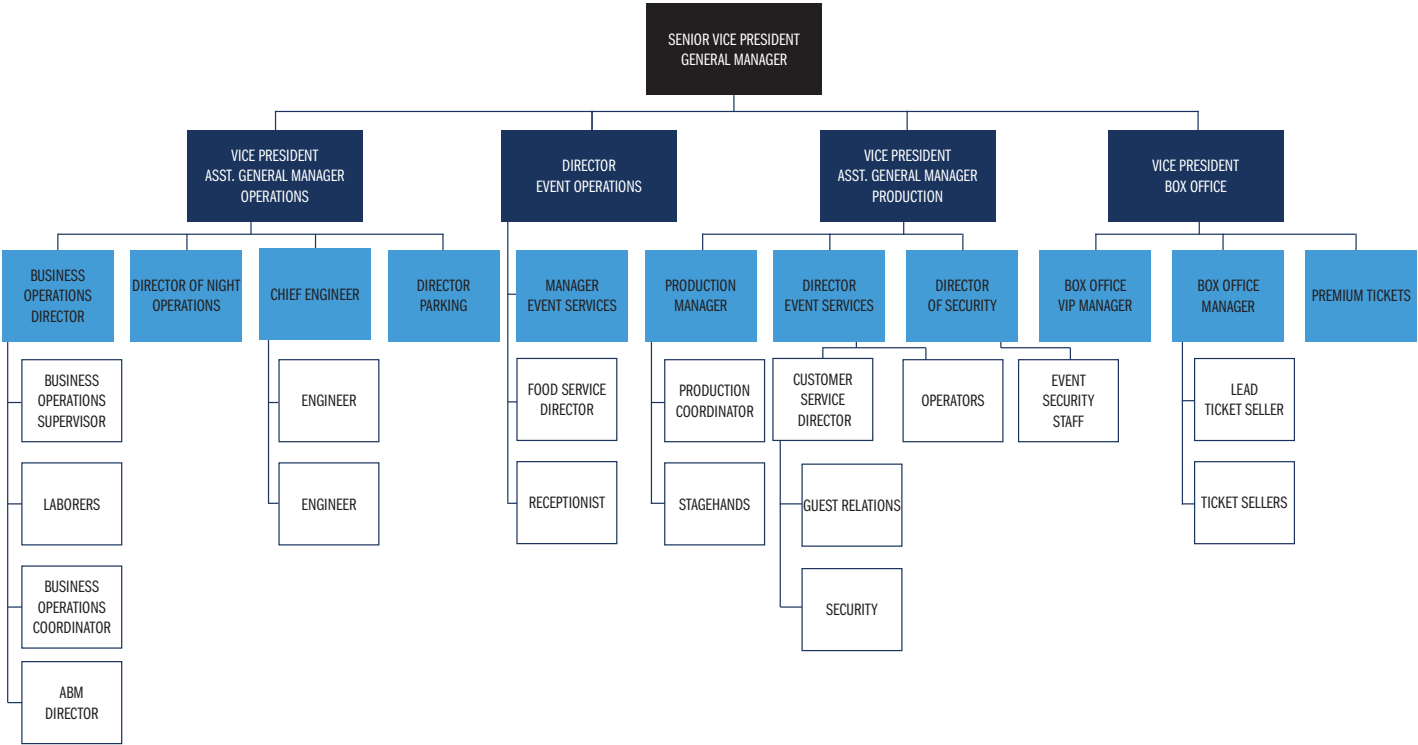 SENIOR VICE PRESIDENT
GENERAL MANAGER
VICE PRESIDENT
ASST. GENERAL MANAGER
OPERATIONS
DIRECTOR
EVENT OPERATIONS
VICE PRESIDENT
ASST. GENERAL MANAGER
PRODUCTION
VICE PRESIDENT
BOX OFFICE
BUSINESS
OPERATIONS
DIRECTOR
DIRECTOR OF NIGHT
OPERATIONS
CHIEF ENGINEER
DIRECTOR
PARKING
MANAGER
EVENT SERVICES
PRODUCTION
MANAGER
DIRECTOR
EVENT SERVICES
DIRECTOR
OF SECURITY
BOX OFFICE
VIP MANAGER
BOX OFFICE
MANAGER
PREMIUM TICKETS
BUSINESS
OPERATIONS
SUPERVISOR
ENGINEER
FOOD SERVICE
DIRECTOR
PRODUCTION
COORDINATOR
CUSTOMER
SERVICE
DIRECTOR
OPERATORS
EVENT
SECURITY
STAFF
LEAD
TICKET SELLER
LABORERS
ENGINEER
RECEPTIONIST
STAGEHANDS
GUEST RELATIONS
TICKET SELLERS
BUSINESS
OPERATIONS
COORDINATOR
SECURITY
ABM
DIRECTOR